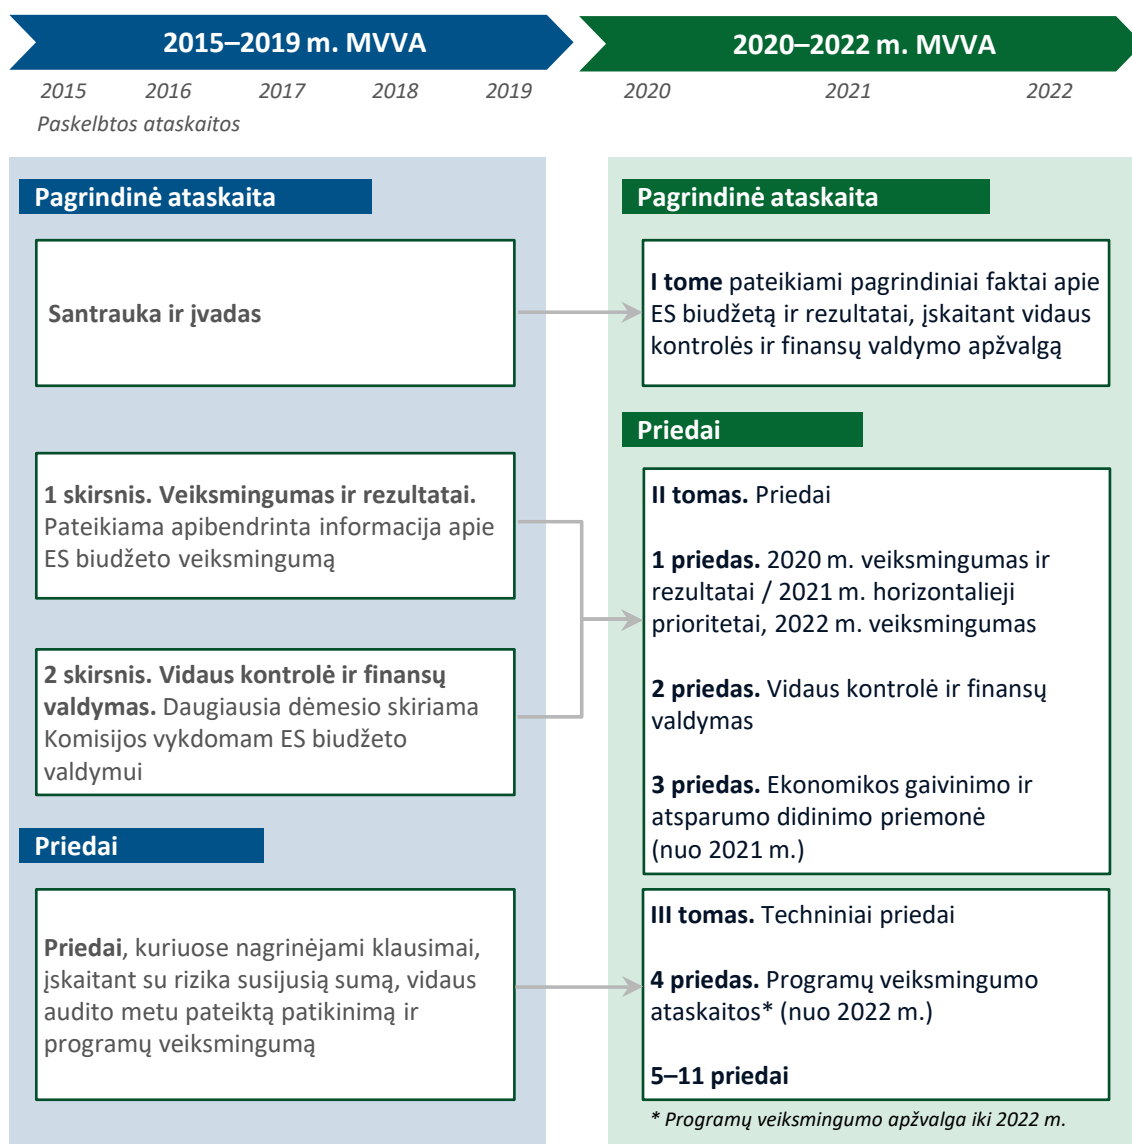 2015–2019 m. MVVA
2020–2022 m. MVVA
2015 2016 2017 2018 2019
2020 2021 2022
Paskelbtos ataskaitos
Pagrindinė ataskaita
Santrauka ir įvadas
1 skirsnis. Veiksmingumas ir rezultatai.
Pateikiama apibendrinta informacija apie
ES biudžeto veiksmingumą
2 skirsnis. Vidaus kontrolė ir finansų
valdymas. Daugiausia dėmesio skiriama
Komisijos vykdomam ES biudžeto
valdymui
Priedai
Priedai, kuriuose nagrinėjami klausimai,
įskaitant su rizika susijusią sumą, vidaus
audito metu pateiktą patikinimą ir
programų veiksmingumą
Pagrindinė ataskaita
I tome pateikiami pagrindiniai faktai apie
ES biudžetą ir rezultatai, įskaitant vidaus
kontrolės ir finansų valdymo apžvalgą
Priedai
II tomas. Priedai
1 priedas. 2020 m. veiksmingumas ir
rezultatai / 2021 m. horizontalieji
prioritetai, 2022 m. veiksmingumas
2 priedas. Vidaus kontrolė ir finansų
valdymas
3 priedas. Ekonomikos gaivinimo ir
atsparumo didinimo priemonė
(nuo 2021 m.)
III tomas. Techniniai priedai
4 priedas. Programų veiksmingumo
ataskaitos* (nuo 2022 m.)
5–11 priedai
* Programų veiksmingumo apžvalga iki 2022 m.